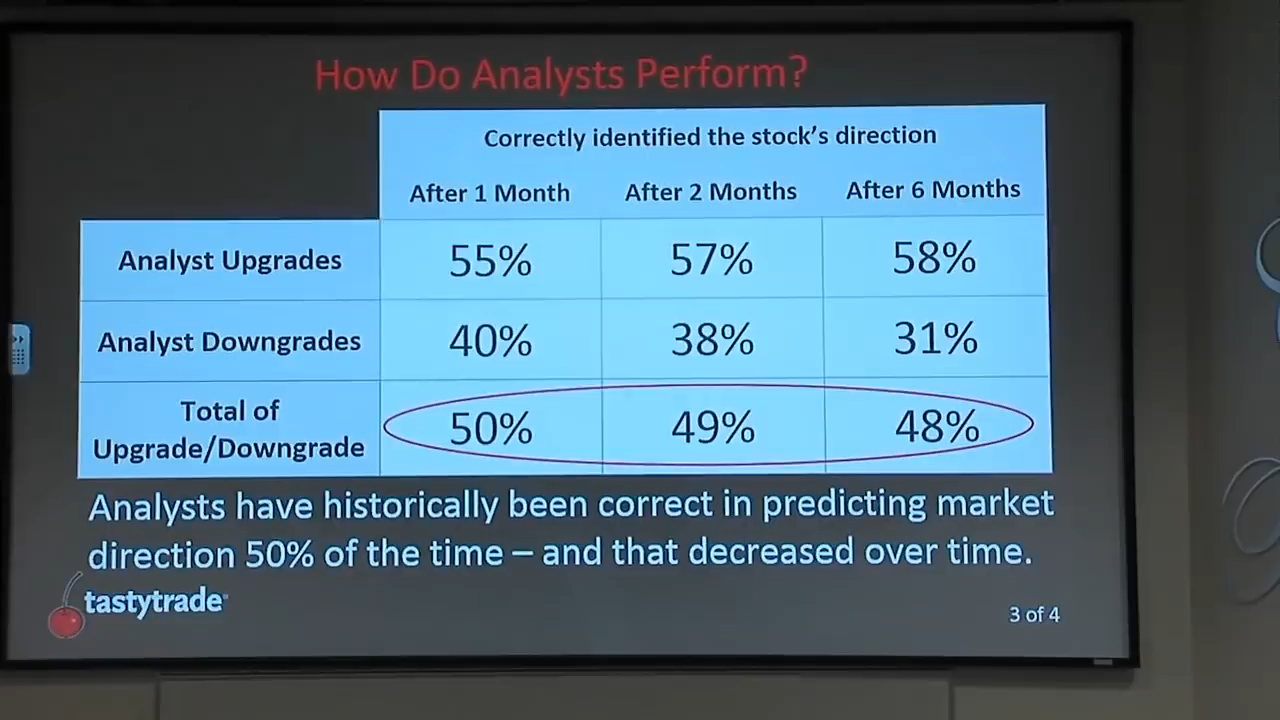 How Do Analysts Perform?
Correctly identified the stock's direction
After 1 Month After 2 Months After 6 Months
Analyst Upgrades 55% 57% 58%
Analyst Downgrades 40% 38% 31%
Total of
Upgrade/Downgrade 50% 49% 48%
Analysts have historically been correct in predicting market
direction 50% of the time – and that decreased over time.
tastytrade
3 of 4